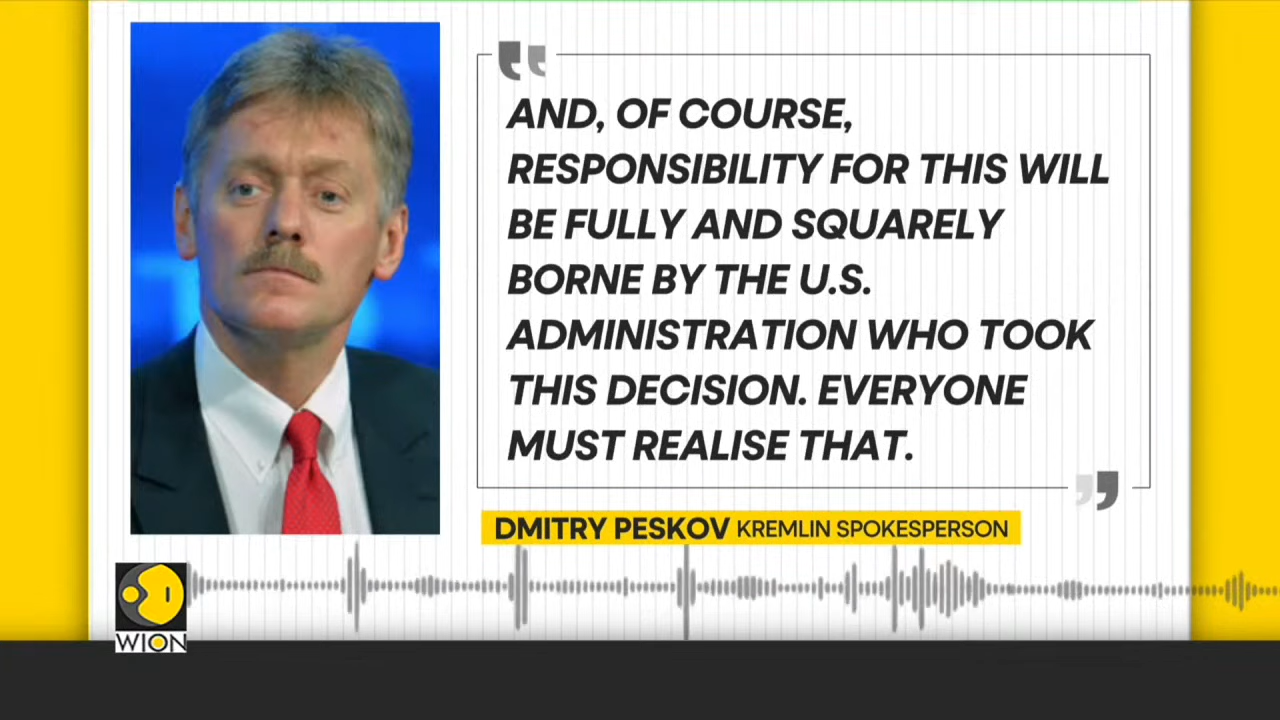 AND, OF COURSE,
RESPONSIBILITY FOR THIS WILL
BE FULLY AND SQUARELY
BORNE BY THE U.S.
ADMINISTRATION WHO TOOK
THIS DECISION. EVERYONE
MUST REALISE THAT.
DMITRY PESKOV KREMLIN SPOKESPERSON
WION